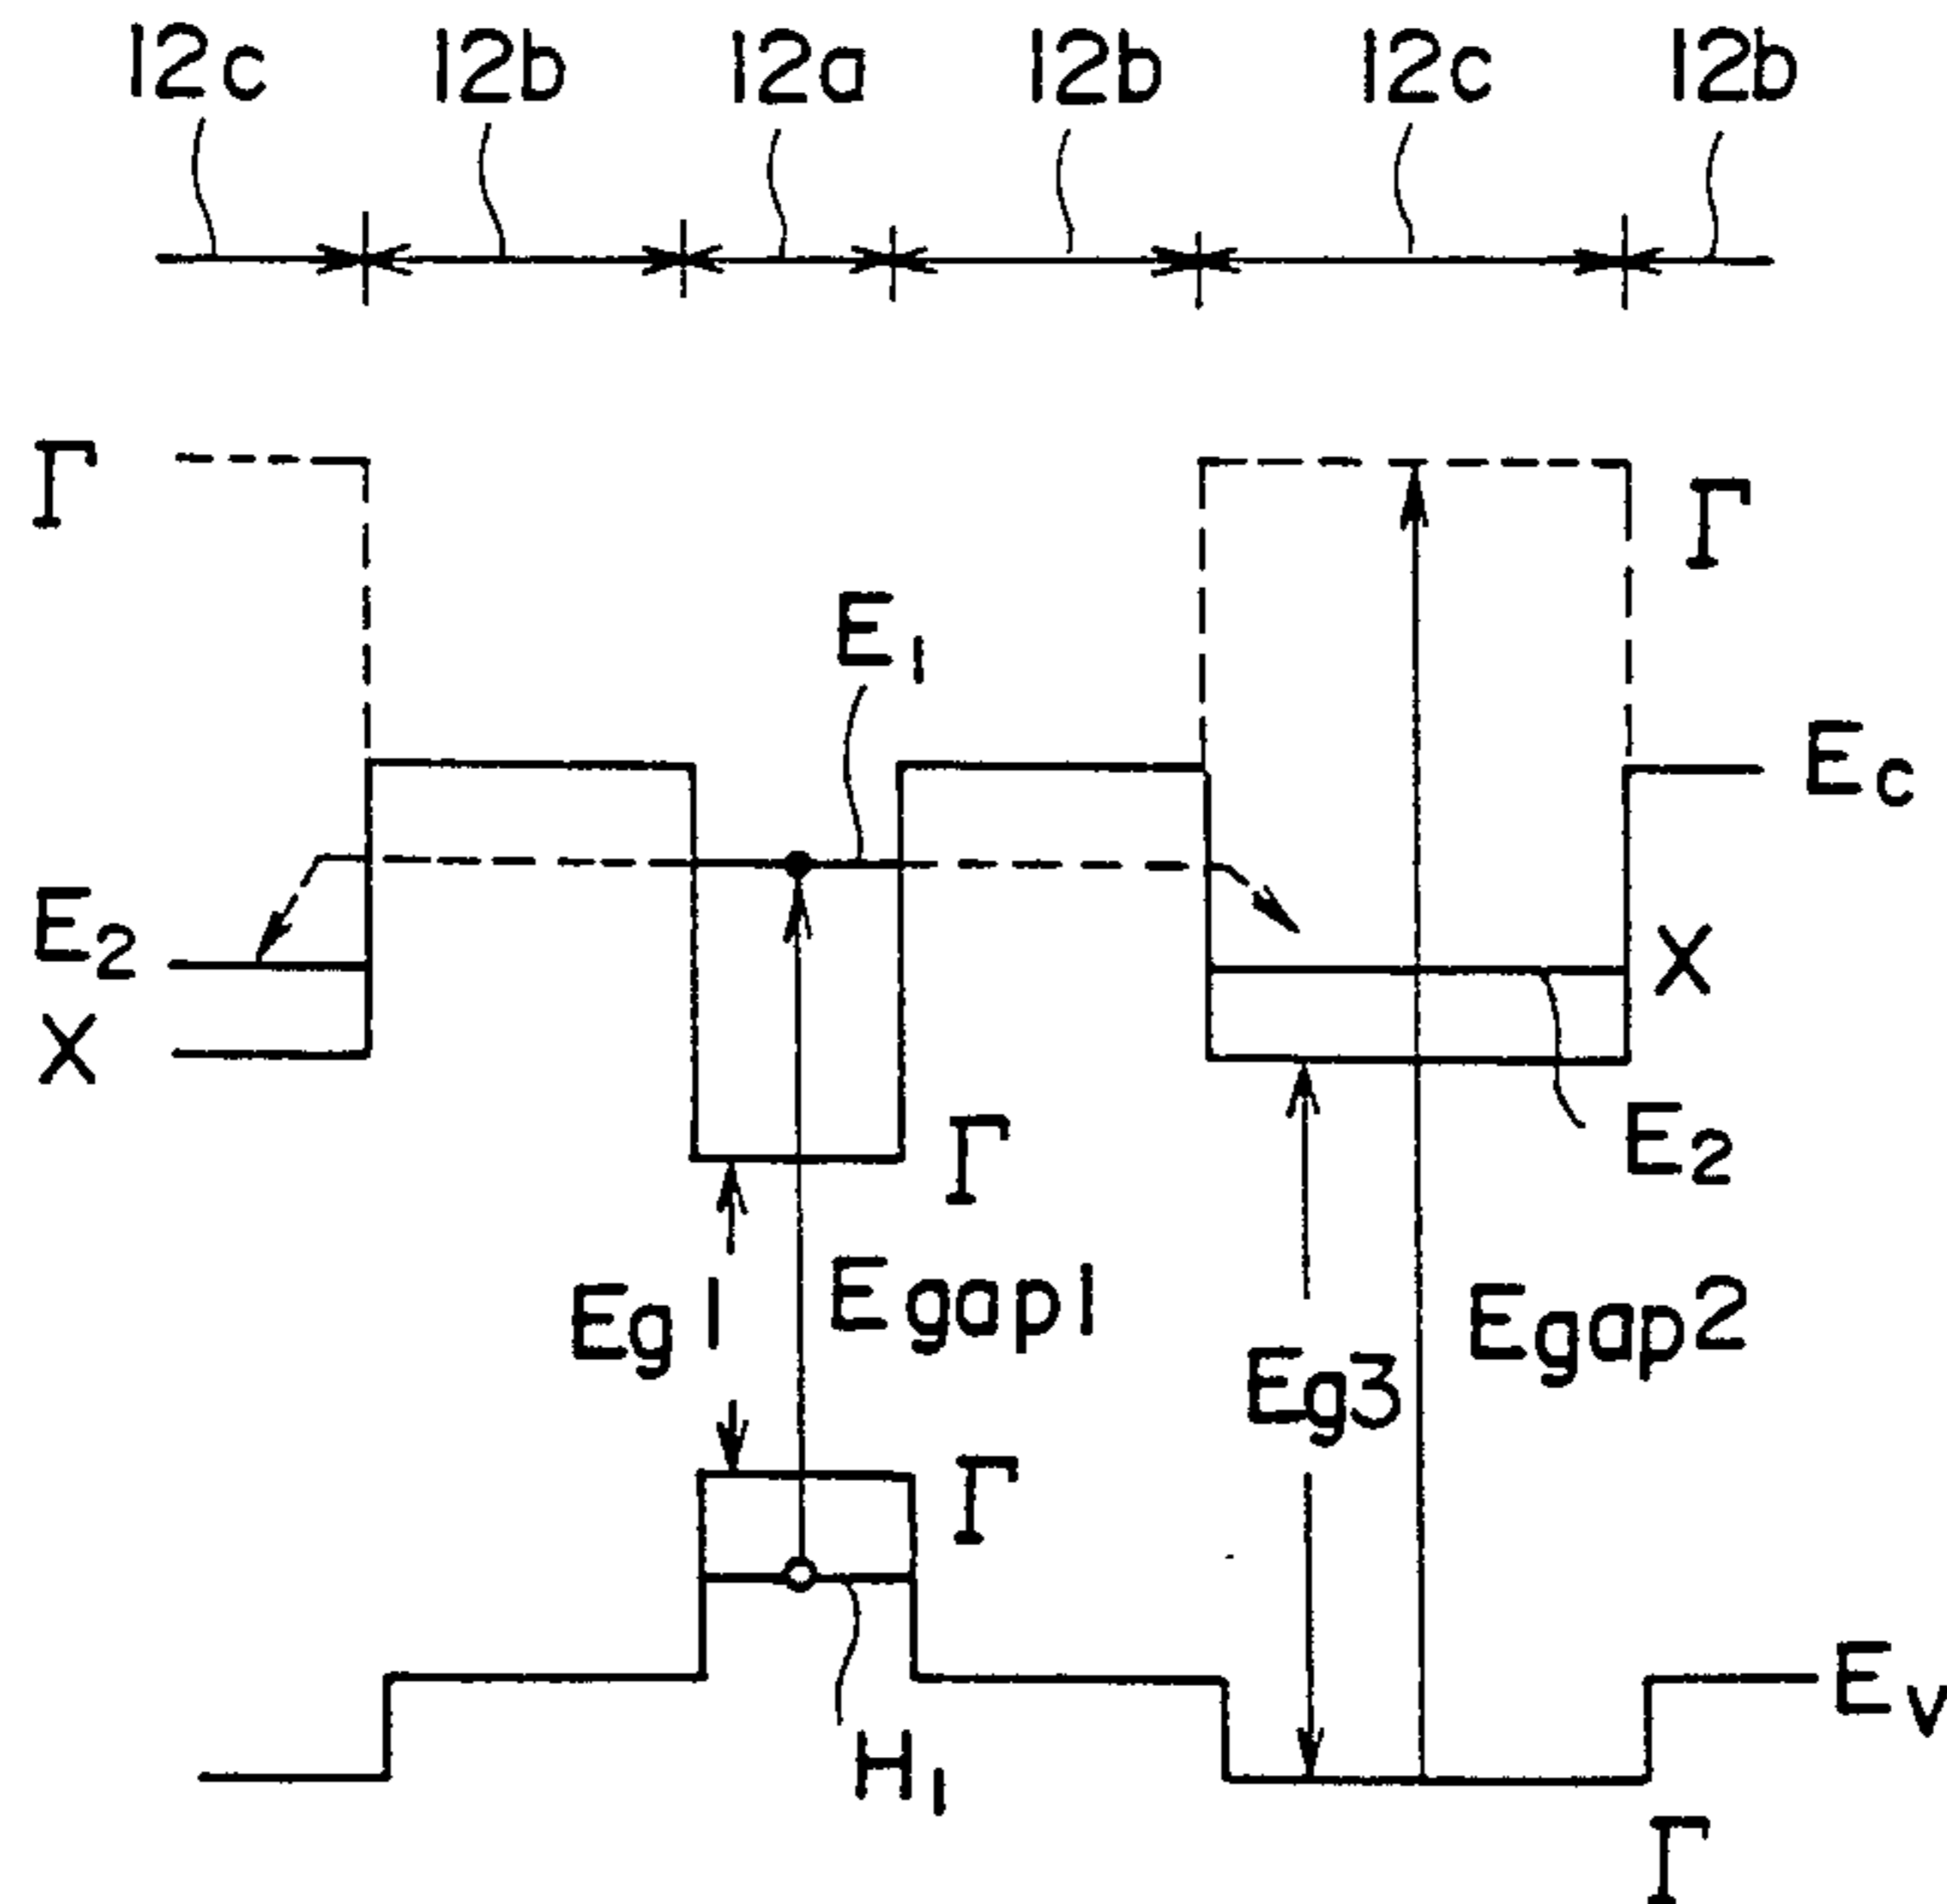 12c 12b 12a 12b 12c 12b
Γ
Γ
E1
Ec
E2
X
X
E2
Γ
Eg1
Egap1
Egap2
Eg3
Γ
Ev
H1
Γ